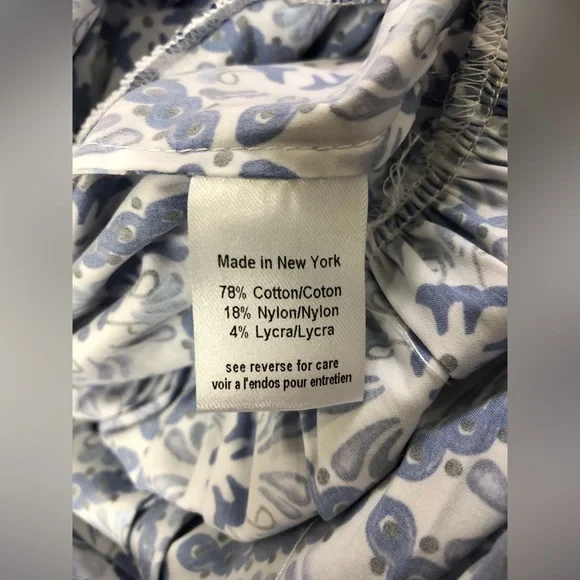 Made in New York
78% Cotton/Coton
18% Nylon/Nylon
4% Lycra/Lycra
see reverse for care
voir a l'endos pour entretien